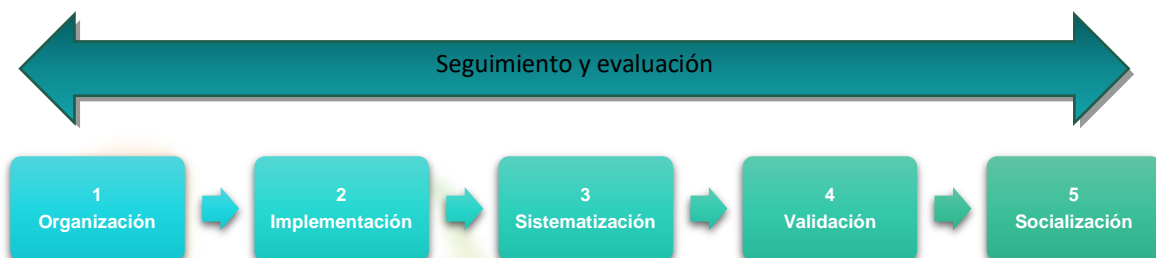 Seguimiento y evaluación
1
Organización
2
Implementación
3
Sistematización
4
Validación
5
Socialización